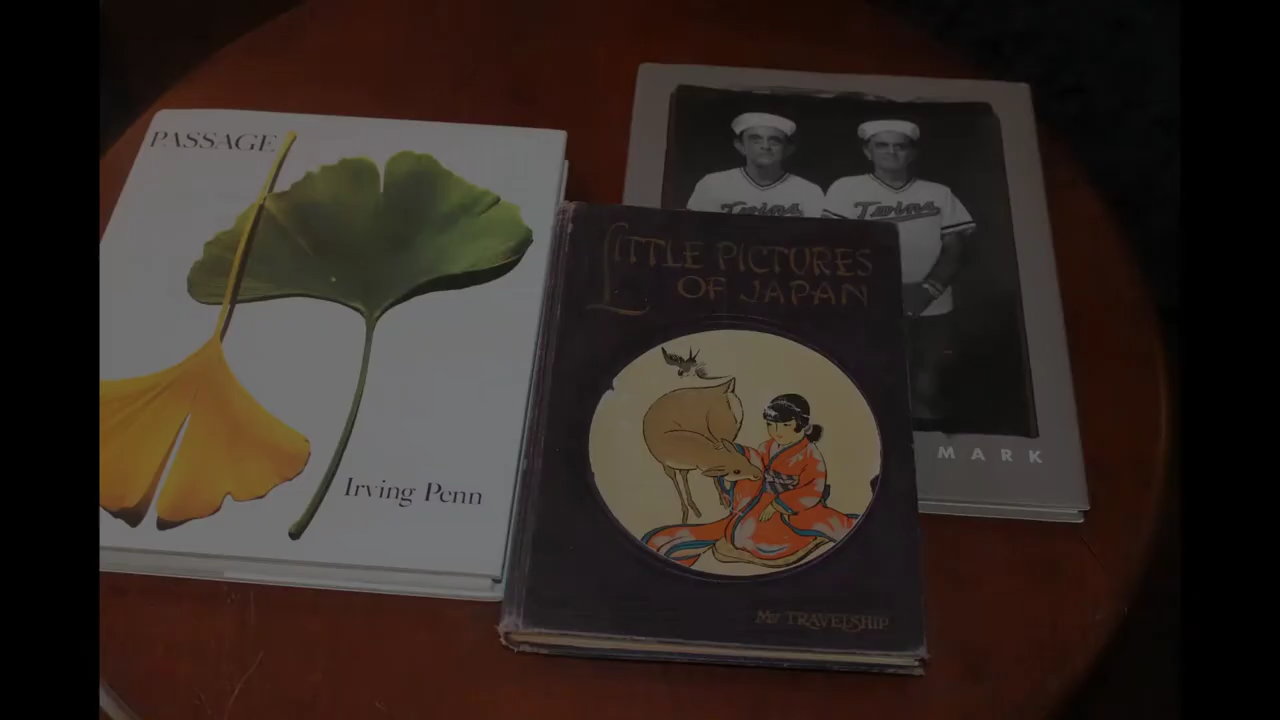 PASSAGE
Irving Penn
LITTLE PICTURES
OF JAPAN
My TRAVELSHIP
Twins
Twins
MARK